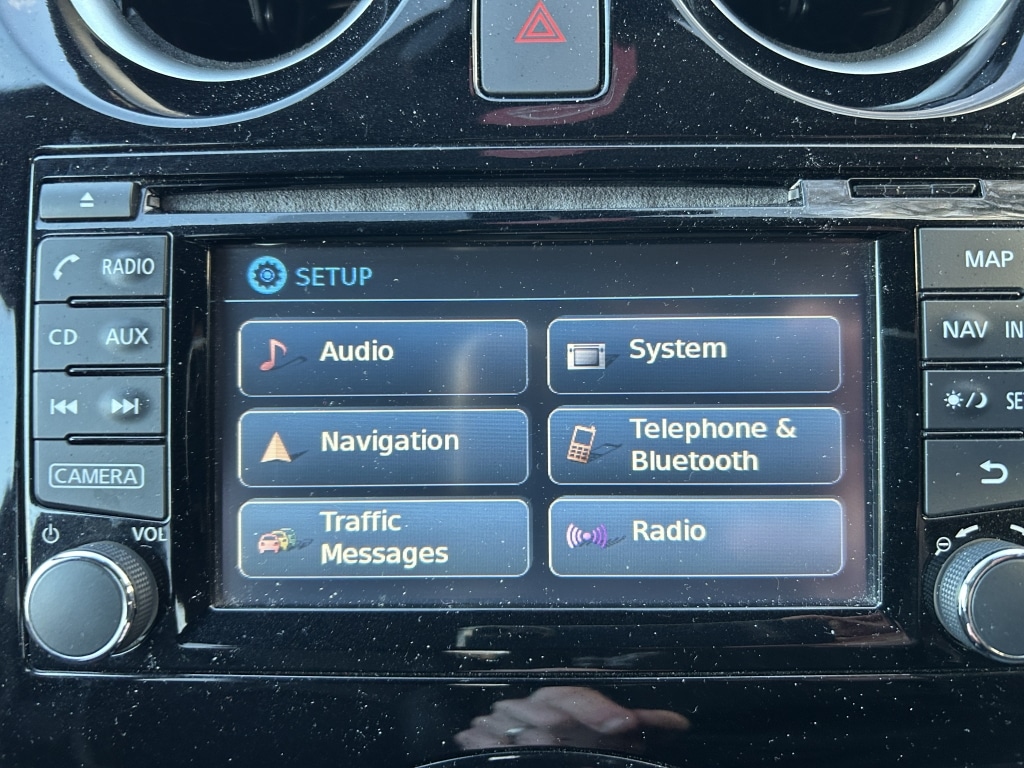 RADIO
CD AUX
CAMERA
VOL
SETUP
Audio
System
Navigation
Telephone &
Bluetooth
Traffic
Messages
Radio
MAP
NAV